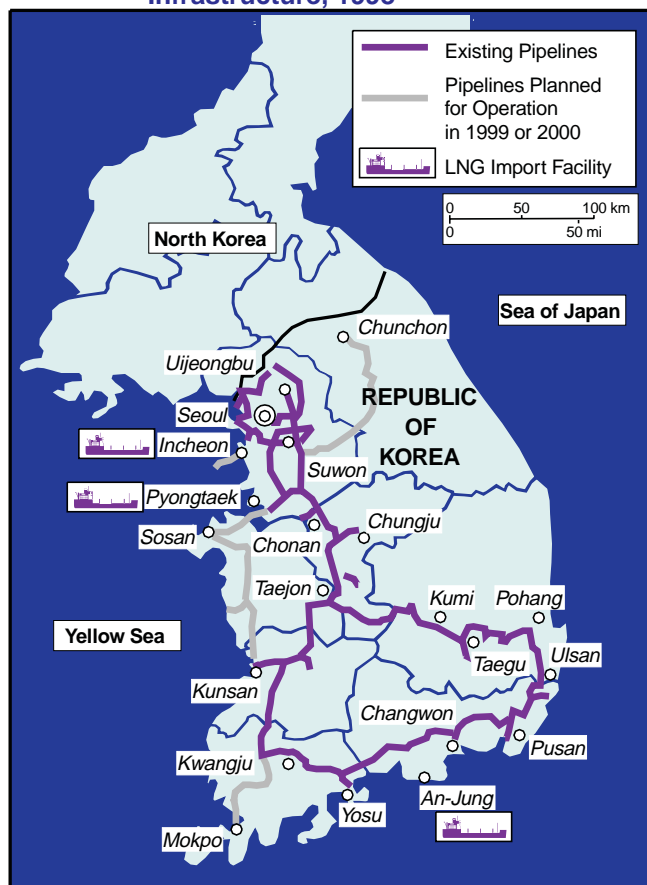 Existing Pipelines
Pipelines Planned
for Operation
in 1999 or 2000
LNG Import Facility
0 50 100 km
0 50 mi
North Korea
Sea of Japan
Chunchon
Uijeongbu
REPUBLIC
OF
KOREA
Seoul
Incheon
Suwon
Pyongtaek
Sosan
Chonan
Chungju
Taejon
Kumi
Pohang
Yellow Sea
Taegu
Ulsan
Kunsan
Changwon
Pusan
Kwangju
An-Jung
Yosu
Mokpo